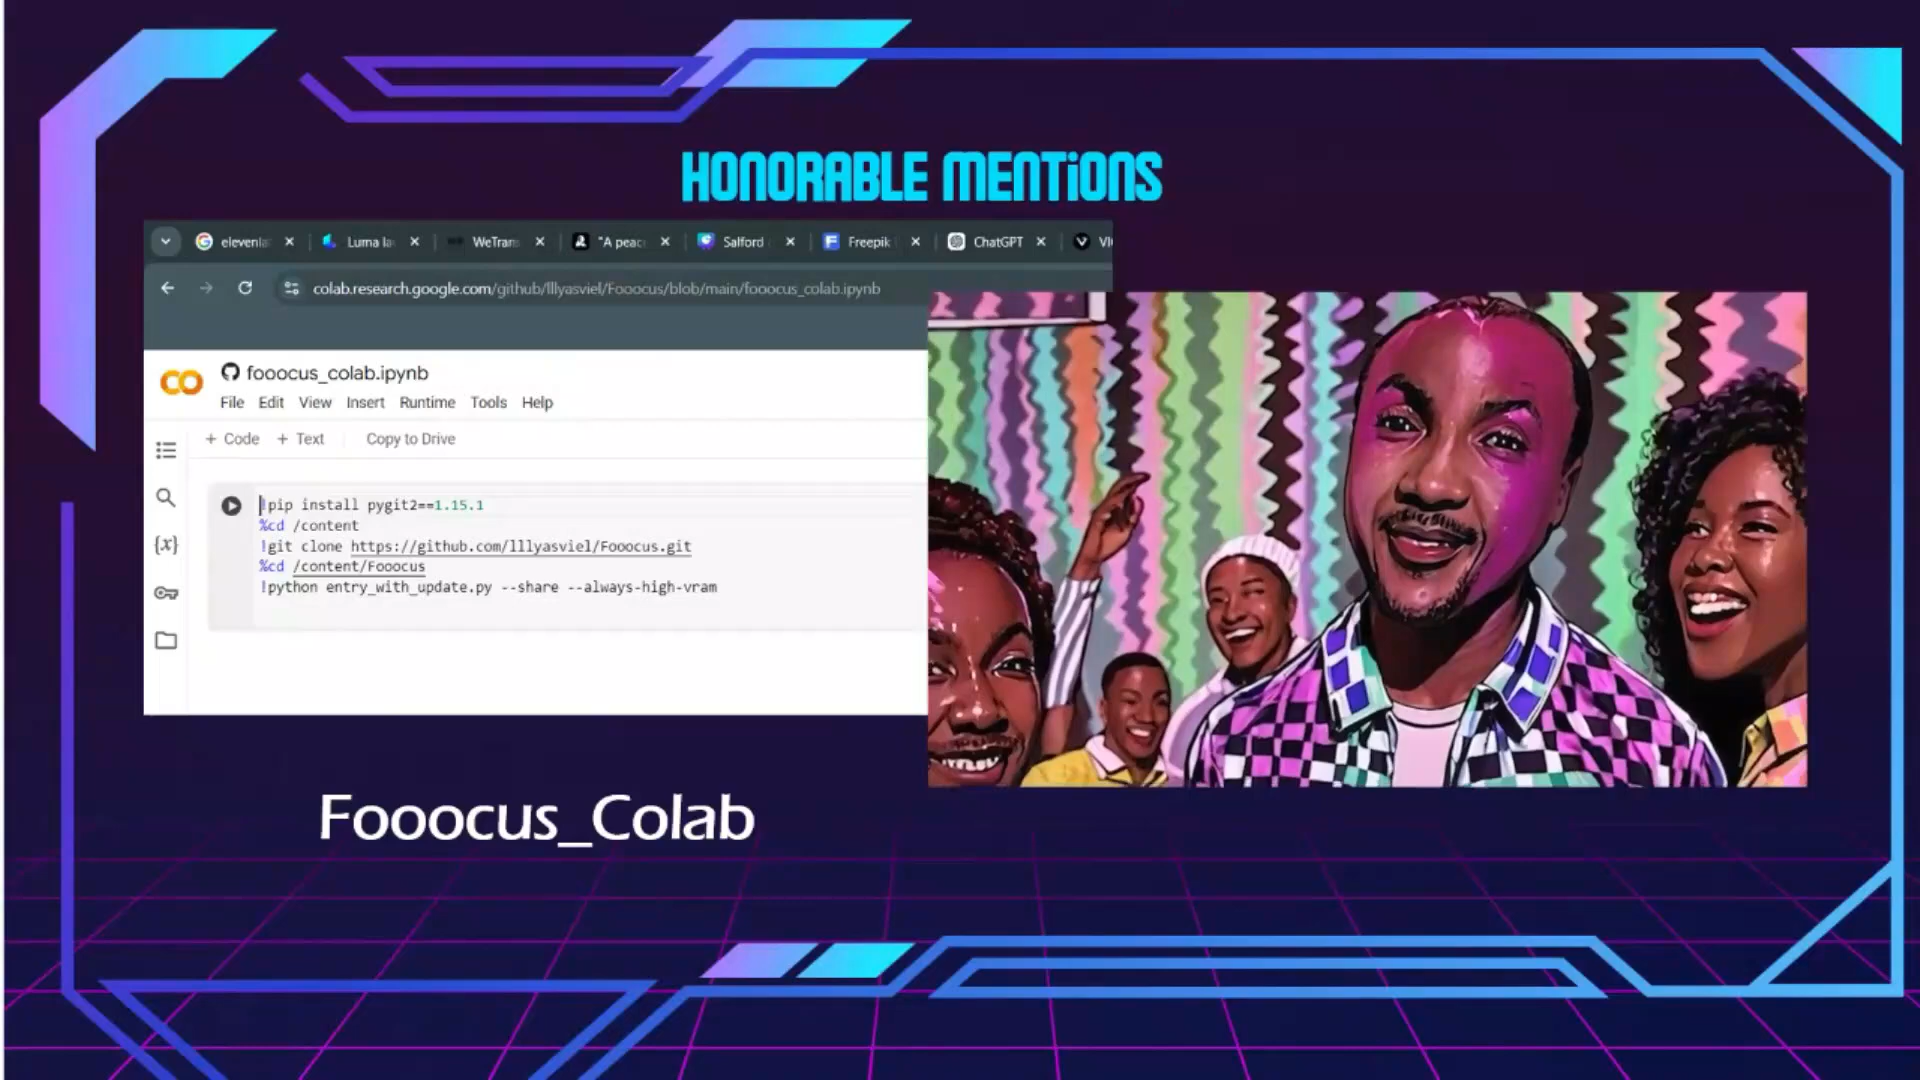 HONORABLE MENTIONS
elevenla Luma la WeTran "A peac Salford Freepik ChatGPT
colab.research.google.com/github/lllyasviel/Fooocus/blob/main/fooocus_colab.ipynb
CO fooocus_colab.ipynb
File Edit View Insert Runtime Tools Help
+ Code + Text Copy to Drive
!pip install pygit2==1.15.1
%cd /content
!git clone https://github.com/lllyasviel/Fooocus.git
%cd /content/Fooocus
!python entry_with_update.py --share --always-high-vram
{x}
Fooocus_Colab